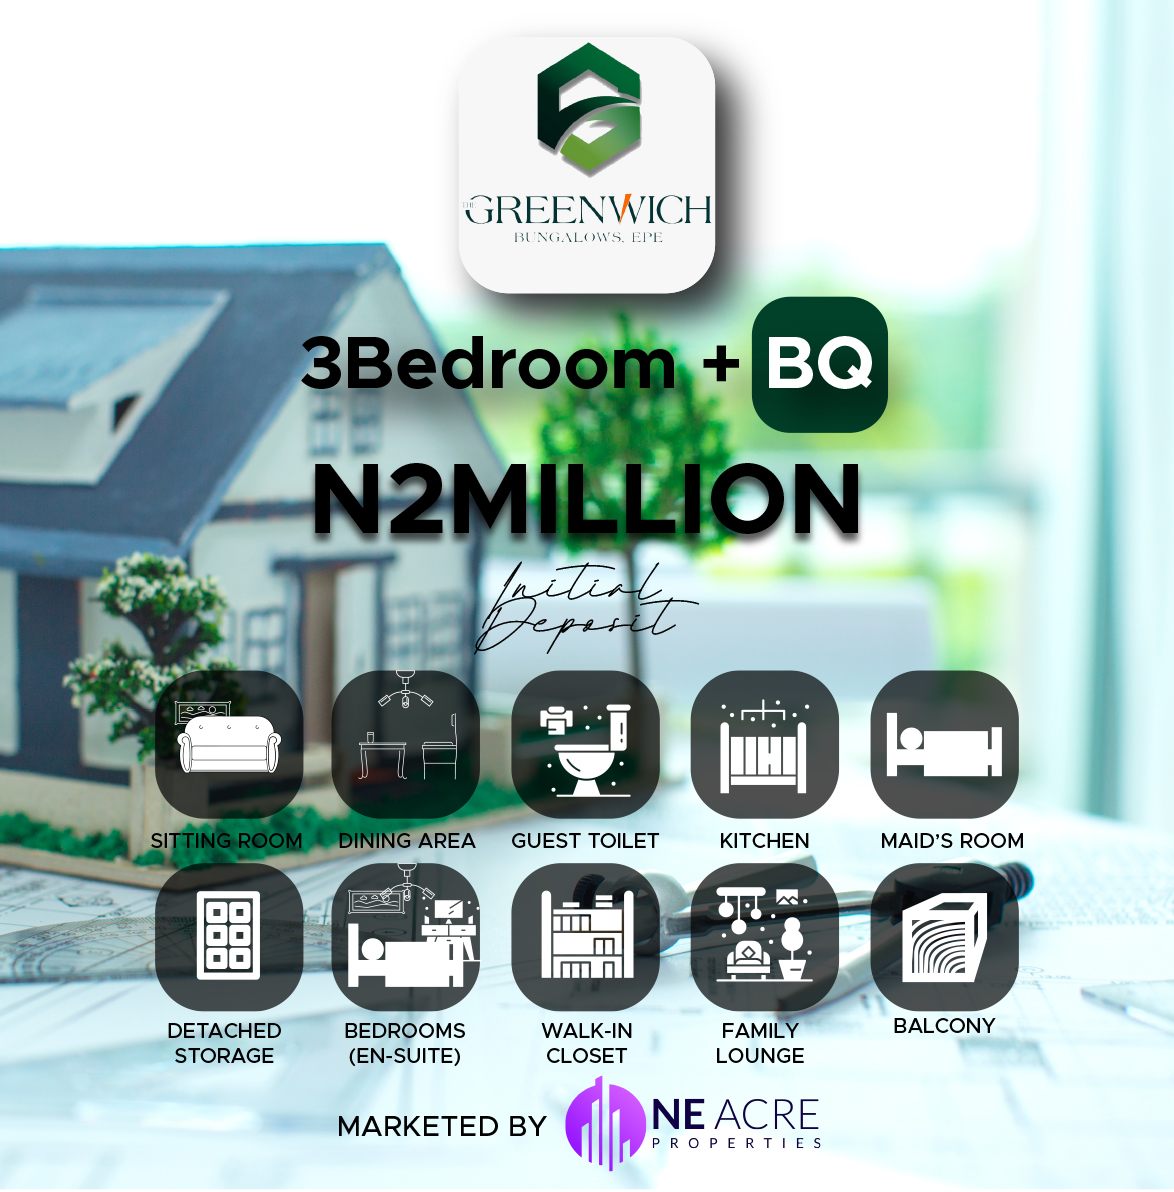 THE GREENWICH
BUNGALOWS, EPE
3Bedroom + BQ
N2MILLION
Initial
Deposit
SITTING ROOM
DINING AREA
GUEST TOILET
KITCHEN
MAID'S ROOM
DETACHED
STORAGE
BEDROOMS
(EN-SUITE)
WALK-IN
CLOSET
FAMILY
LOUNGE
BALCONY
MARKETED BY
NE ACRE
PROPERTIES